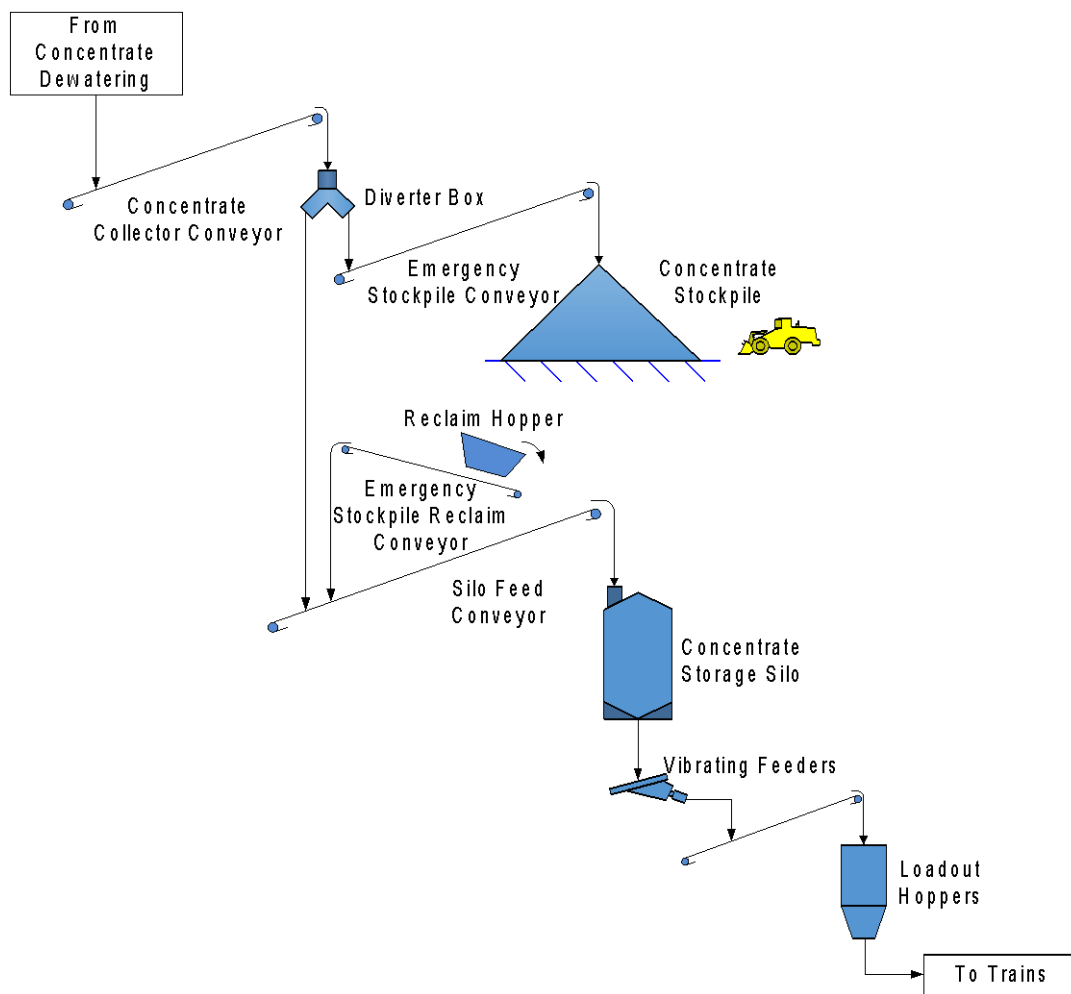 From
Concentrate
Dewatering
Concentrate
Collector Conveyor
Diverter Box
Emergency
Stockpile Conveyor
Concentrate
Stockpile
Reclaim Hopper
Emergency
Stockpile Reclaim
Conveyor
Silo Feed
Conveyor
Concentrate
Storage Silo
Vibrating Feeders
Loadout
Hoppers
To Trains